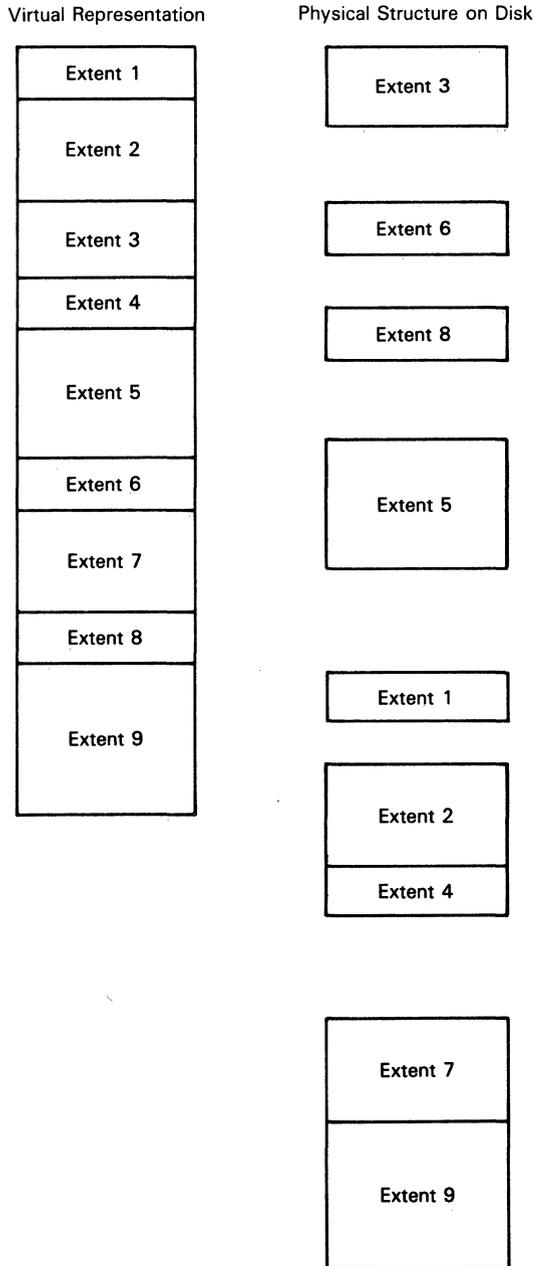 Virtual Representation
Extent 1
Extent 2
Extent 3
Extent 4
Extent 5
Extent 6
Extent 7
Extent 8
Extent 9
Physical Structure on Disk
Extent 3
Extent 6
Extent 8
Extent 5
Extent 1
Extent 2
Extent 4
Extent 7
Extent 9